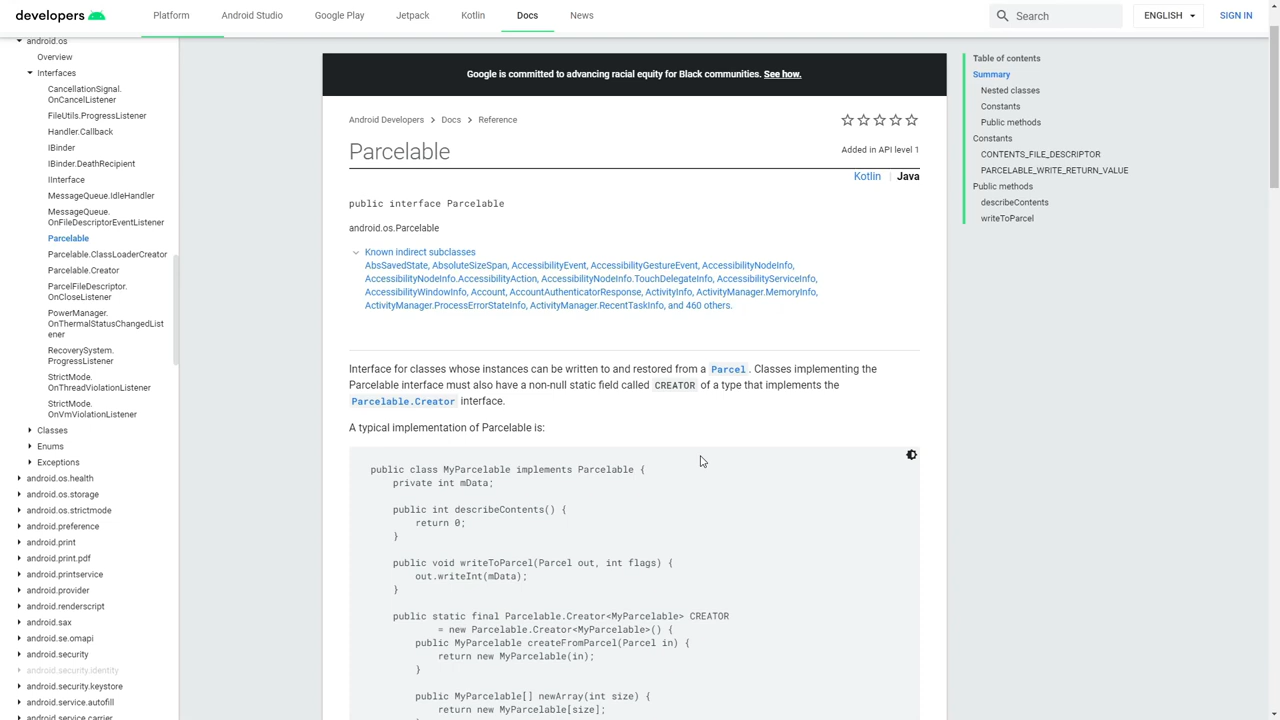 developers
Platform
Android Studio
Google Play
Jetpack
Kotlin
Docs
News
Search
ENGLISH
SIGN IN
android.os
Overview
Interfaces
CancellationSignal.
OnCancelListener
FileUtils.ProgressListener
Handler.Callback
IBinder
IBinder.DeathRecipient
IInterface
MessageQueue.IdleHandler
MessageQueue.
OnFileDescriptorEventListener
Parcelable
Parcelable.ClassLoaderCreator
Parcelable.Creator
ParcelFileDescriptor.
OnCloseListener
PowerManager.
OnThermalStatusChangedList
ener
RecoverySystem.
ProgressListener
StrictMode.
OnThreadViolationListener
StrictMode.
OnVmViolationListener
Classes
Enums
Exceptions
android.os.health
android.os.storage
android.os.strictmode
android.preference
android.print
android.print.pdf
android.printservice
android.provider
android.renderscript
android.sax
android.se.omapi
android.security
android.security.identity
android.security.keystore
android.service.autofill
android.service.carrier
Google is committed to advancing racial equity for Black communities. See how.
Android Developers > Docs > Reference
Parcelable
Added in API level 1
Kotlin | Java
public interface Parcelable
android.os.Parcelable
Known indirect subclasses
AbsSavedState, AbsoluteSizeSpan, AccessibilityEvent, AccessibilityGestureEvent, AccessibilityNodeInfo,
AccessibilityNodeInfo.AccessibilityAction, AccessibilityNodeInfo.TouchDelegateInfo, AccessibilityServiceInfo,
AccessibilityWindowInfo, Account, AccountAuthenticatorResponse, ActivityInfo, ActivityManager.MemoryInfo,
ActivityManager.ProcessErrorStateInfo, ActivityManager.RecentTaskInfo, and 460 others.
Interface for classes whose instances can be written to and restored from a Parcel. Classes implementing the
Parcelable interface must also have a non-null static field called CREATOR of a type that implements the
Parcelable.Creator interface.
A typical implementation of Parcelable is:
public class MyParcelable implements Parcelable {
private int mData;
public int describeContents() {
return 0;
}
public void writeToParcel(Parcel out, int flags) {
out.writeInt(mData);
}
public static final Parcelable.Creator<MyParcelable> CREATOR
= new Parcelable.Creator<MyParcelable>() {
public MyParcelable createFromParcel(Parcel in) {
return new MyParcelable(in);
}
public MyParcelable[] newArray(int size) {
return new MyParcelable[size];
Table of contents
Summary
Nested classes
Constants
Public methods
Constants
CONTENTS_FILE_DESCRIPTOR
PARCELABLE_WRITE_RETURN_VALUE
Public methods
describeContents
writeToParcel